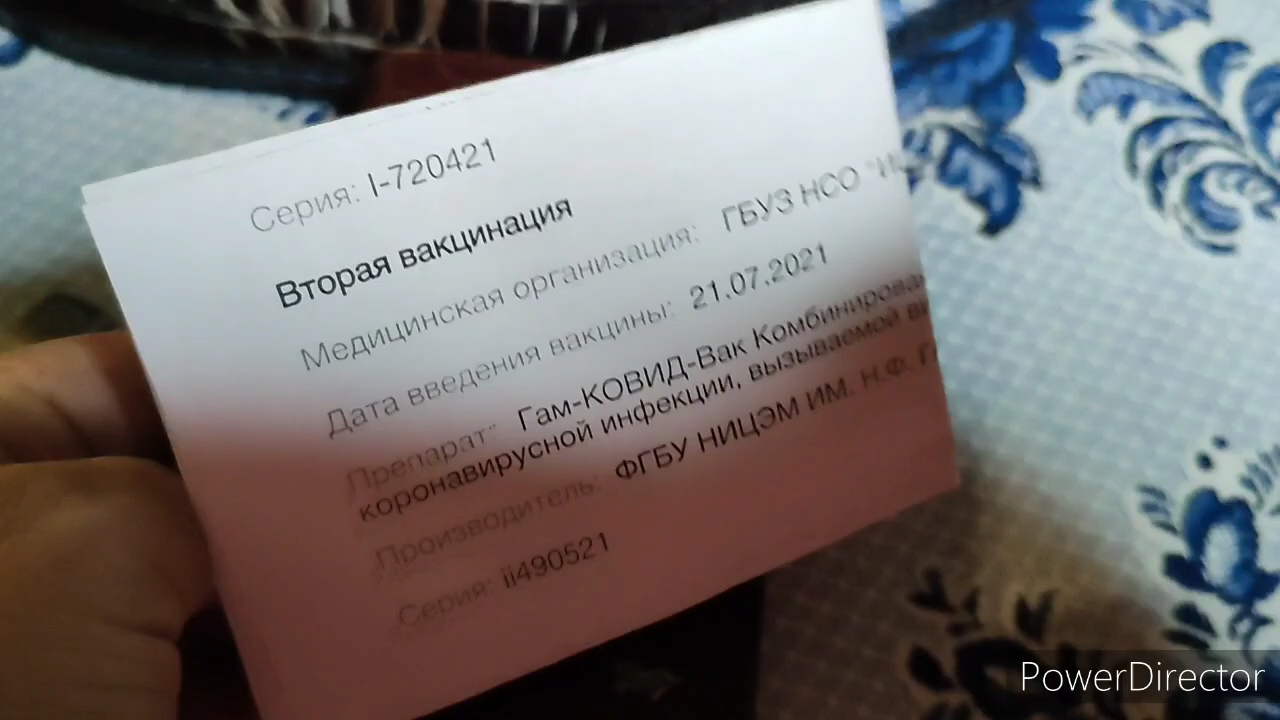 Серия: I-720421
Вторая вакцинация
Медицинская организация: ГБУЗ НСО
Дата введения вакцины: 21.07.2021
Препарат: Гам-КОВИД-Вак
коронавирусной инфекции, вызываемой
Производитель: ФГБУ НИЦЭМ ИМ. Н.Ф.
Серия: ii490521
PowerDirector